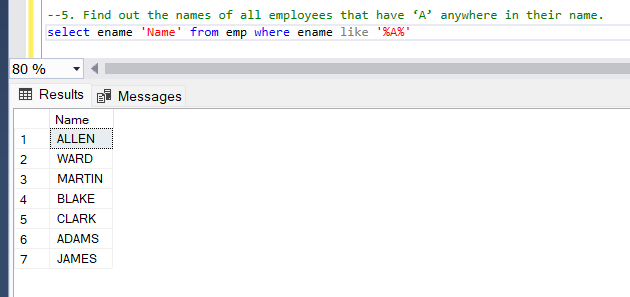 --5. Find out the names of all employees that have ‘A’ anywhere in their name.
select ename 'Name' from emp where ename like '%A%'
80 %
Results Messages
Name
1 ALLEN
2 WARD
3 MARTIN
4 BLAKE
5 CLARK
6 ADAMS
7 JAMES